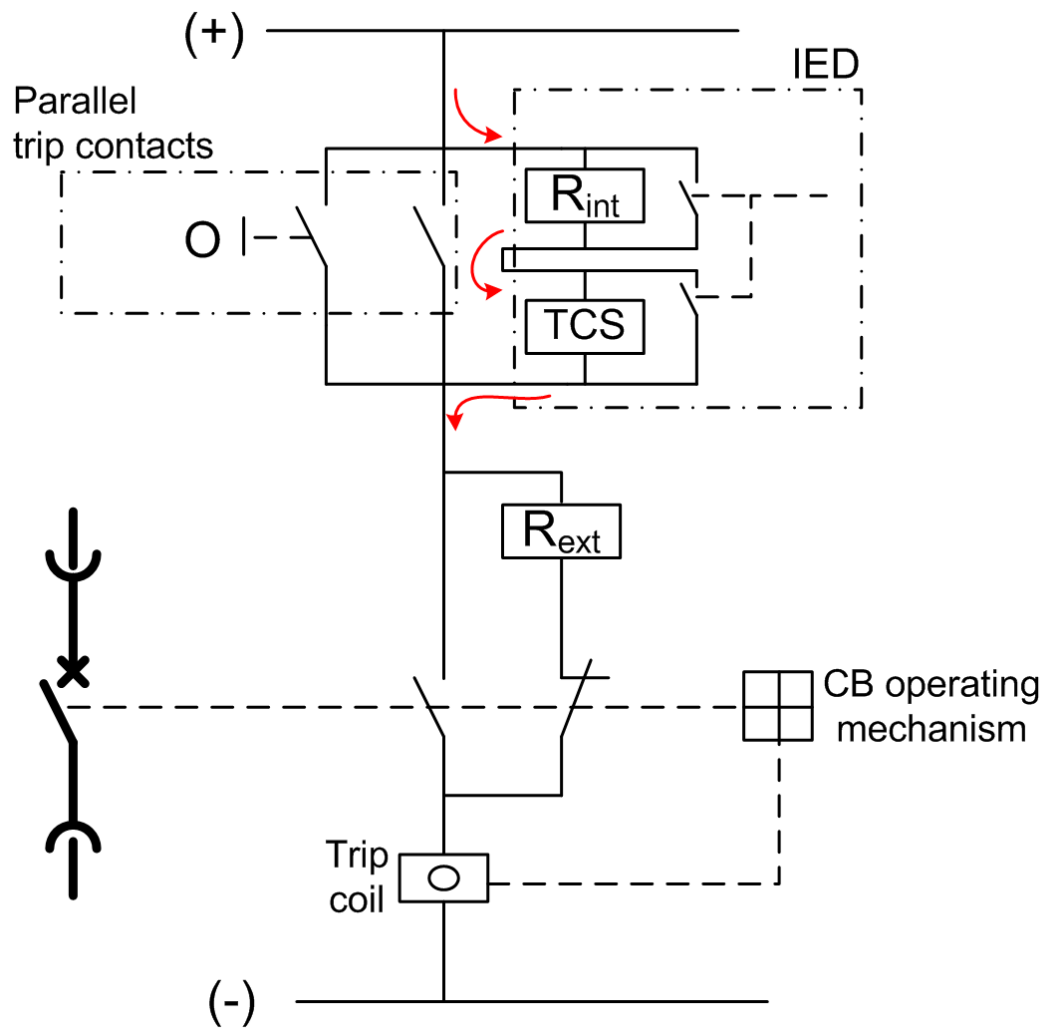 (+)
IED
Parallel
trip contacts
Rint
O
TCS
Rext
CB operating
mechanism
Trip
coil
(-)